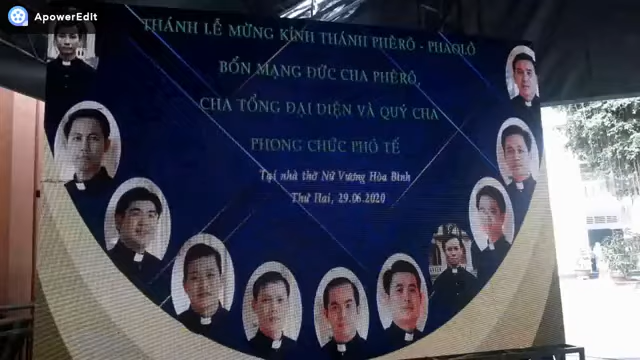 ApowerEdit
THÁNH LỄ MỪNG KÍNH THÁNH PHÊRÔ - PHAOLÔ
BỔN MẠNG ĐỨC CHA PHÊRÔ,
CHA TỔNG ĐẠI DIỆN VÀ QUÝ CHA
PHONG CHỨC PHÓ TẾ
Tại nhà thờ Nữ Vương Hòa Bình
Thứ Hai, 29.06.2020